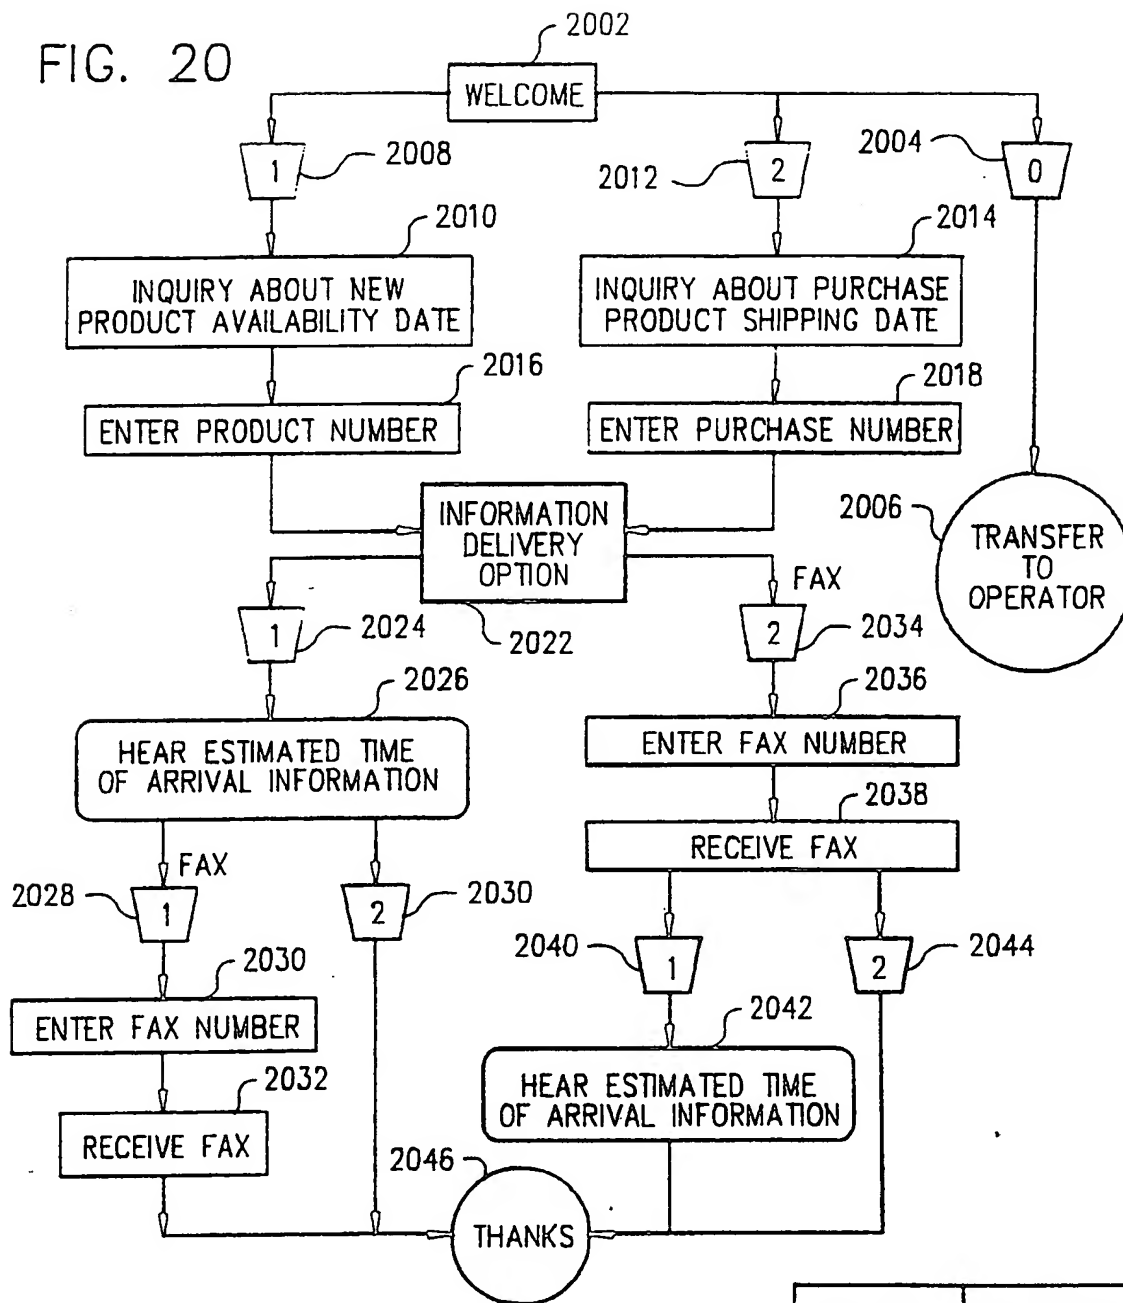 FIG. 20
2002
WELCOME
1
2008
2012
2
2004
0
2010
2014
INQUIRY ABOUT NEW
PRODUCT AVAILABILITY DATE
INQUIRY ABOUT PURCHASE
PRODUCT SHIPPING DATE
2016
2018
ENTER PRODUCT NUMBER
ENTER PURCHASE NUMBER
2006
TRANSFER
TO
OPERATOR
INFORMATION
DELIVERY
OPTION
FAX
1
2024
2022
2
2034
2026
2036
HEAR ESTIMATED TIME
OF ARRIVAL INFORMATION
ENTER FAX NUMBER
2038
RECEIVE FAX
FAX
2028
1
2
2030
2040
1
2
2044
2030
ENTER FAX NUMBER
2042
HEAR ESTIMATED TIME
OF ARRIVAL INFORMATION
2032
RECEIVE FAX
2046
THANKS